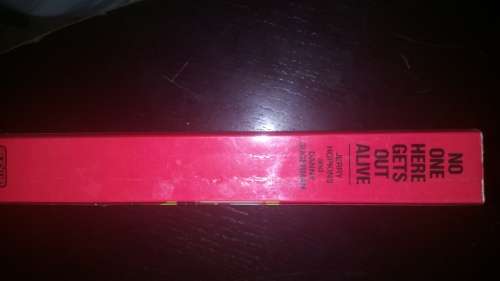 NO
ONE
HERE
GETS
OUT
ALIVE
JERRY
HOPKINS
and
DANNY
SUGERMAN